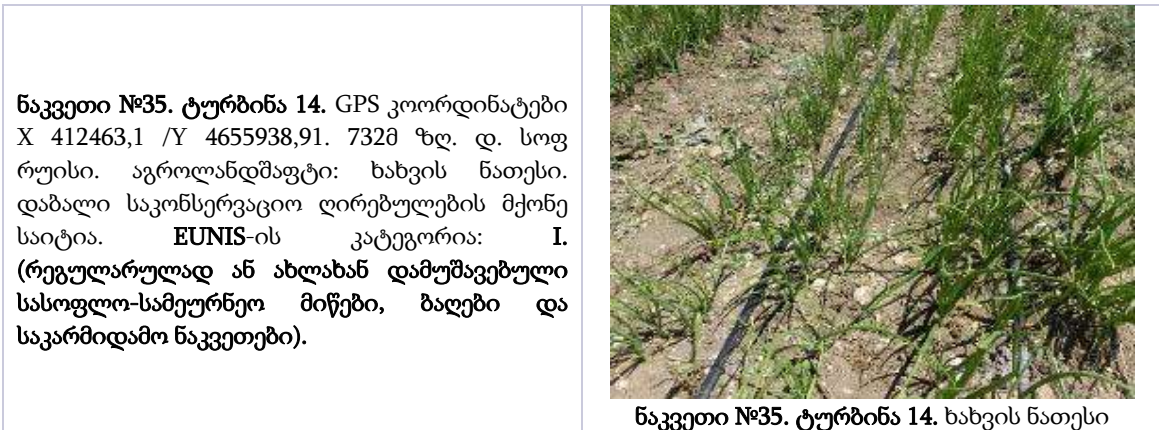 ნაკვეთი №35. ტურბინა 14. GPS კოორდინატები
X 412463,1 /Y 4655938,91. 732მ ზღ. დ. სოფ
რუისი. აგროლანდშაფტი: ხახვის ნათესი.
დაბალი საკონსერვაციო ღირებულების მქონე
საიტია. EUNIS-ის კატეგორია: I.
(რეგულარულად ან ახლახან დამუშავებული
სასოფლო-სამეურნეო მიწები, ბაღები და
საკარმიდამო ნაკვეთები).
ნაკვეთი №35. ტურბინა 14. ხახვის ნათესი